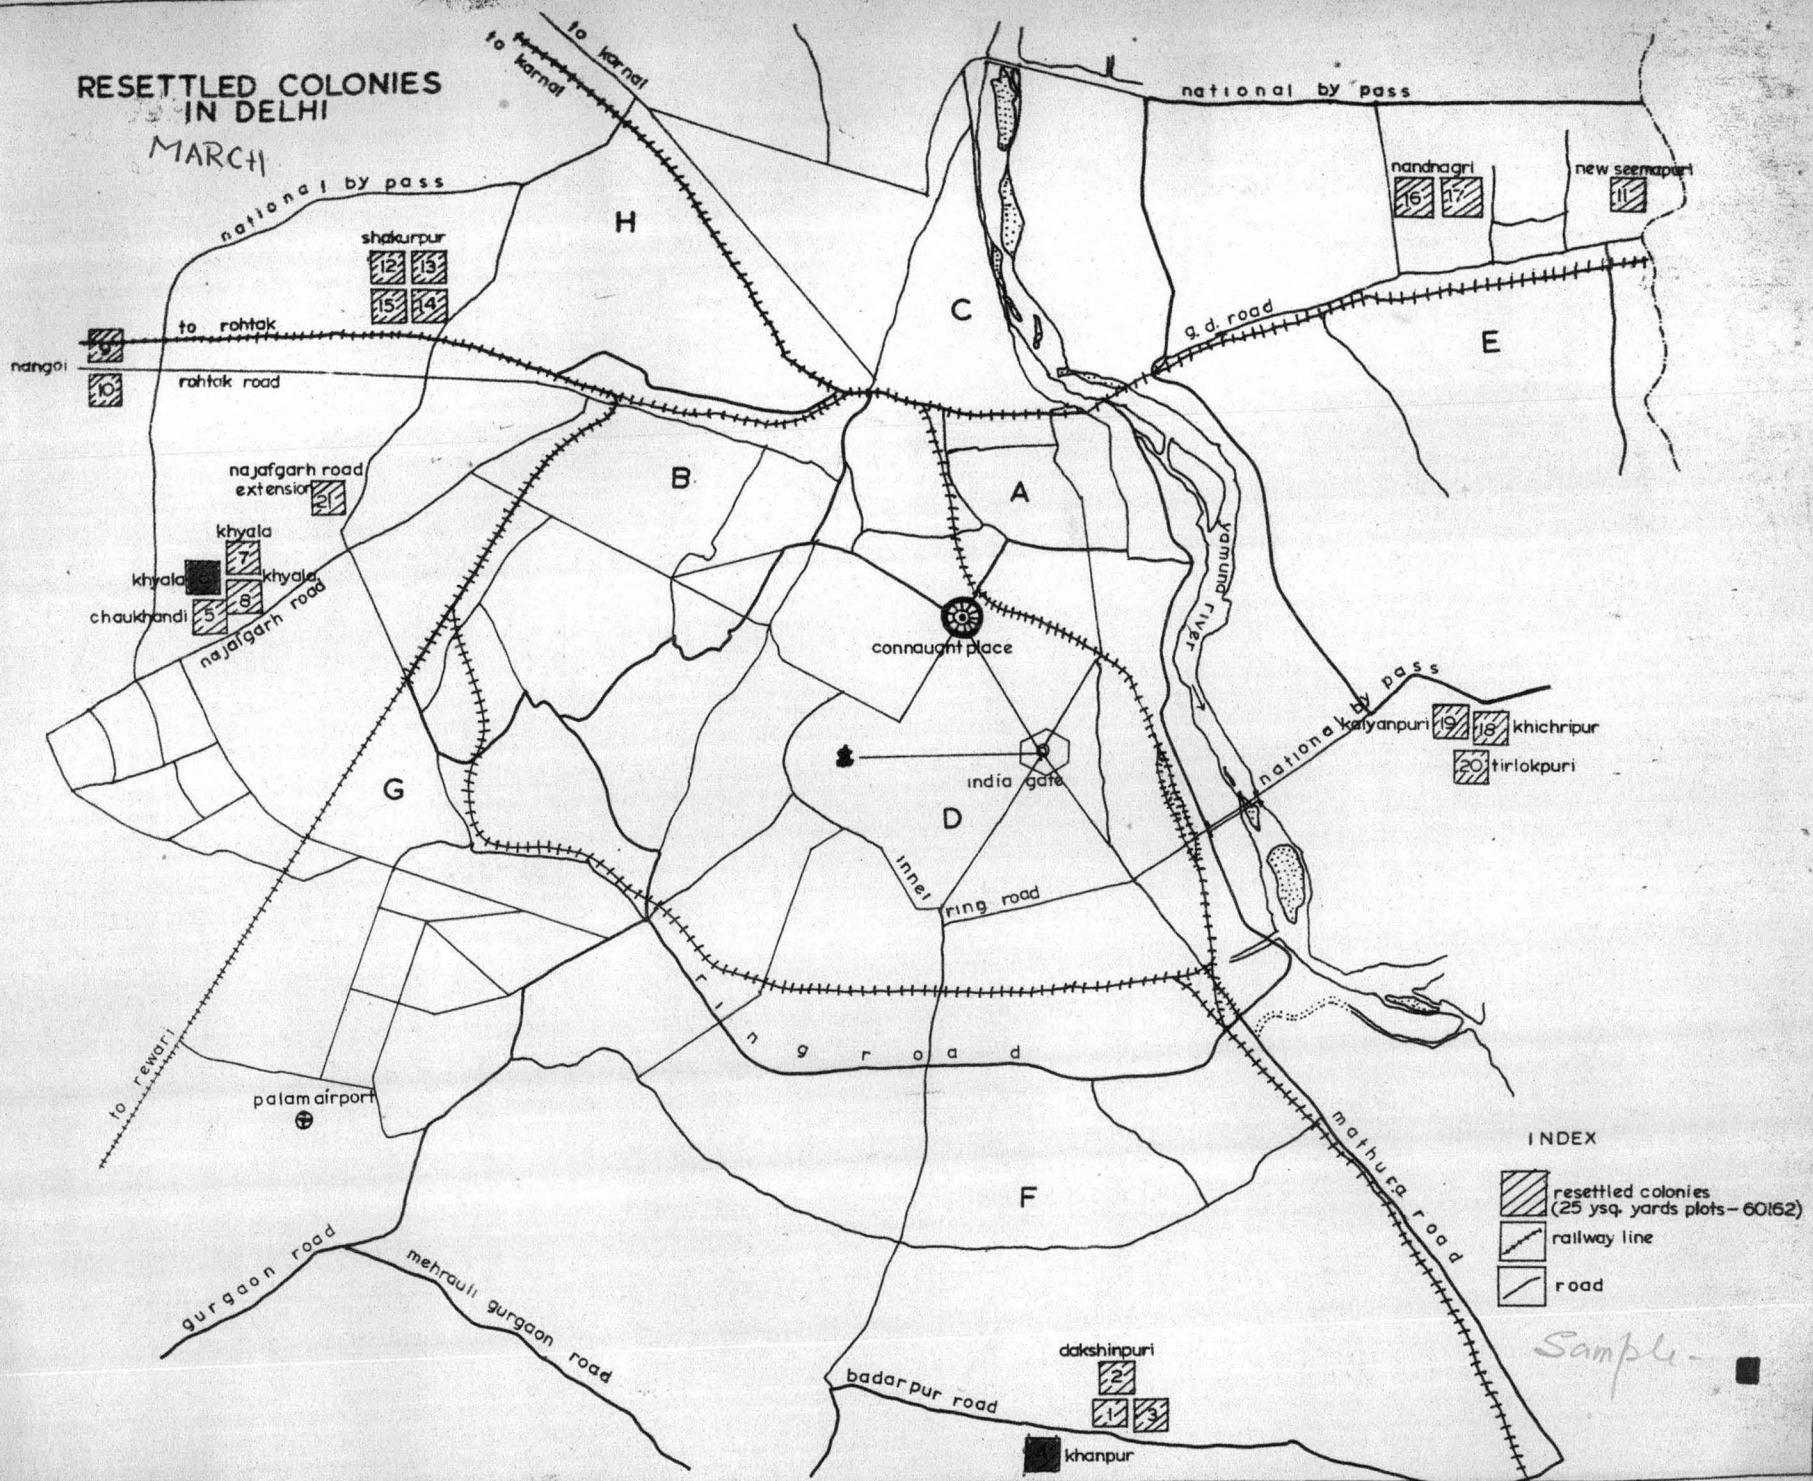 RESETTLED COLONIES
IN DELHI
MARCH
to karnal
to karnal
national by pass
national by pass
nandnagri
16 17
new seemapuri
11
H
shakurpur
12 13
15 14
C
to rohtak
g.d. road
E
9
nangoi
rohtak road
10
najafgarh road
extension
21
B
A
khyala
7
khyala
khyala
8
chaukhandi
5
najafgarh road
yamuna river
connaught place
national by pass
kalyanpuri
19 18
khichripur
20
tirlokpuri
india gate
G
D
inner
ring road
ring road
to rewari
palam airport
mathura road
INDEX
resettled colonies
(25 ysq. yards plots - 60162)
railway line
road
F
gurgaon road
mehrauli gurgaon road
Sample -
dakshinpuri
2
badarpur road
1 3
4
khanpur